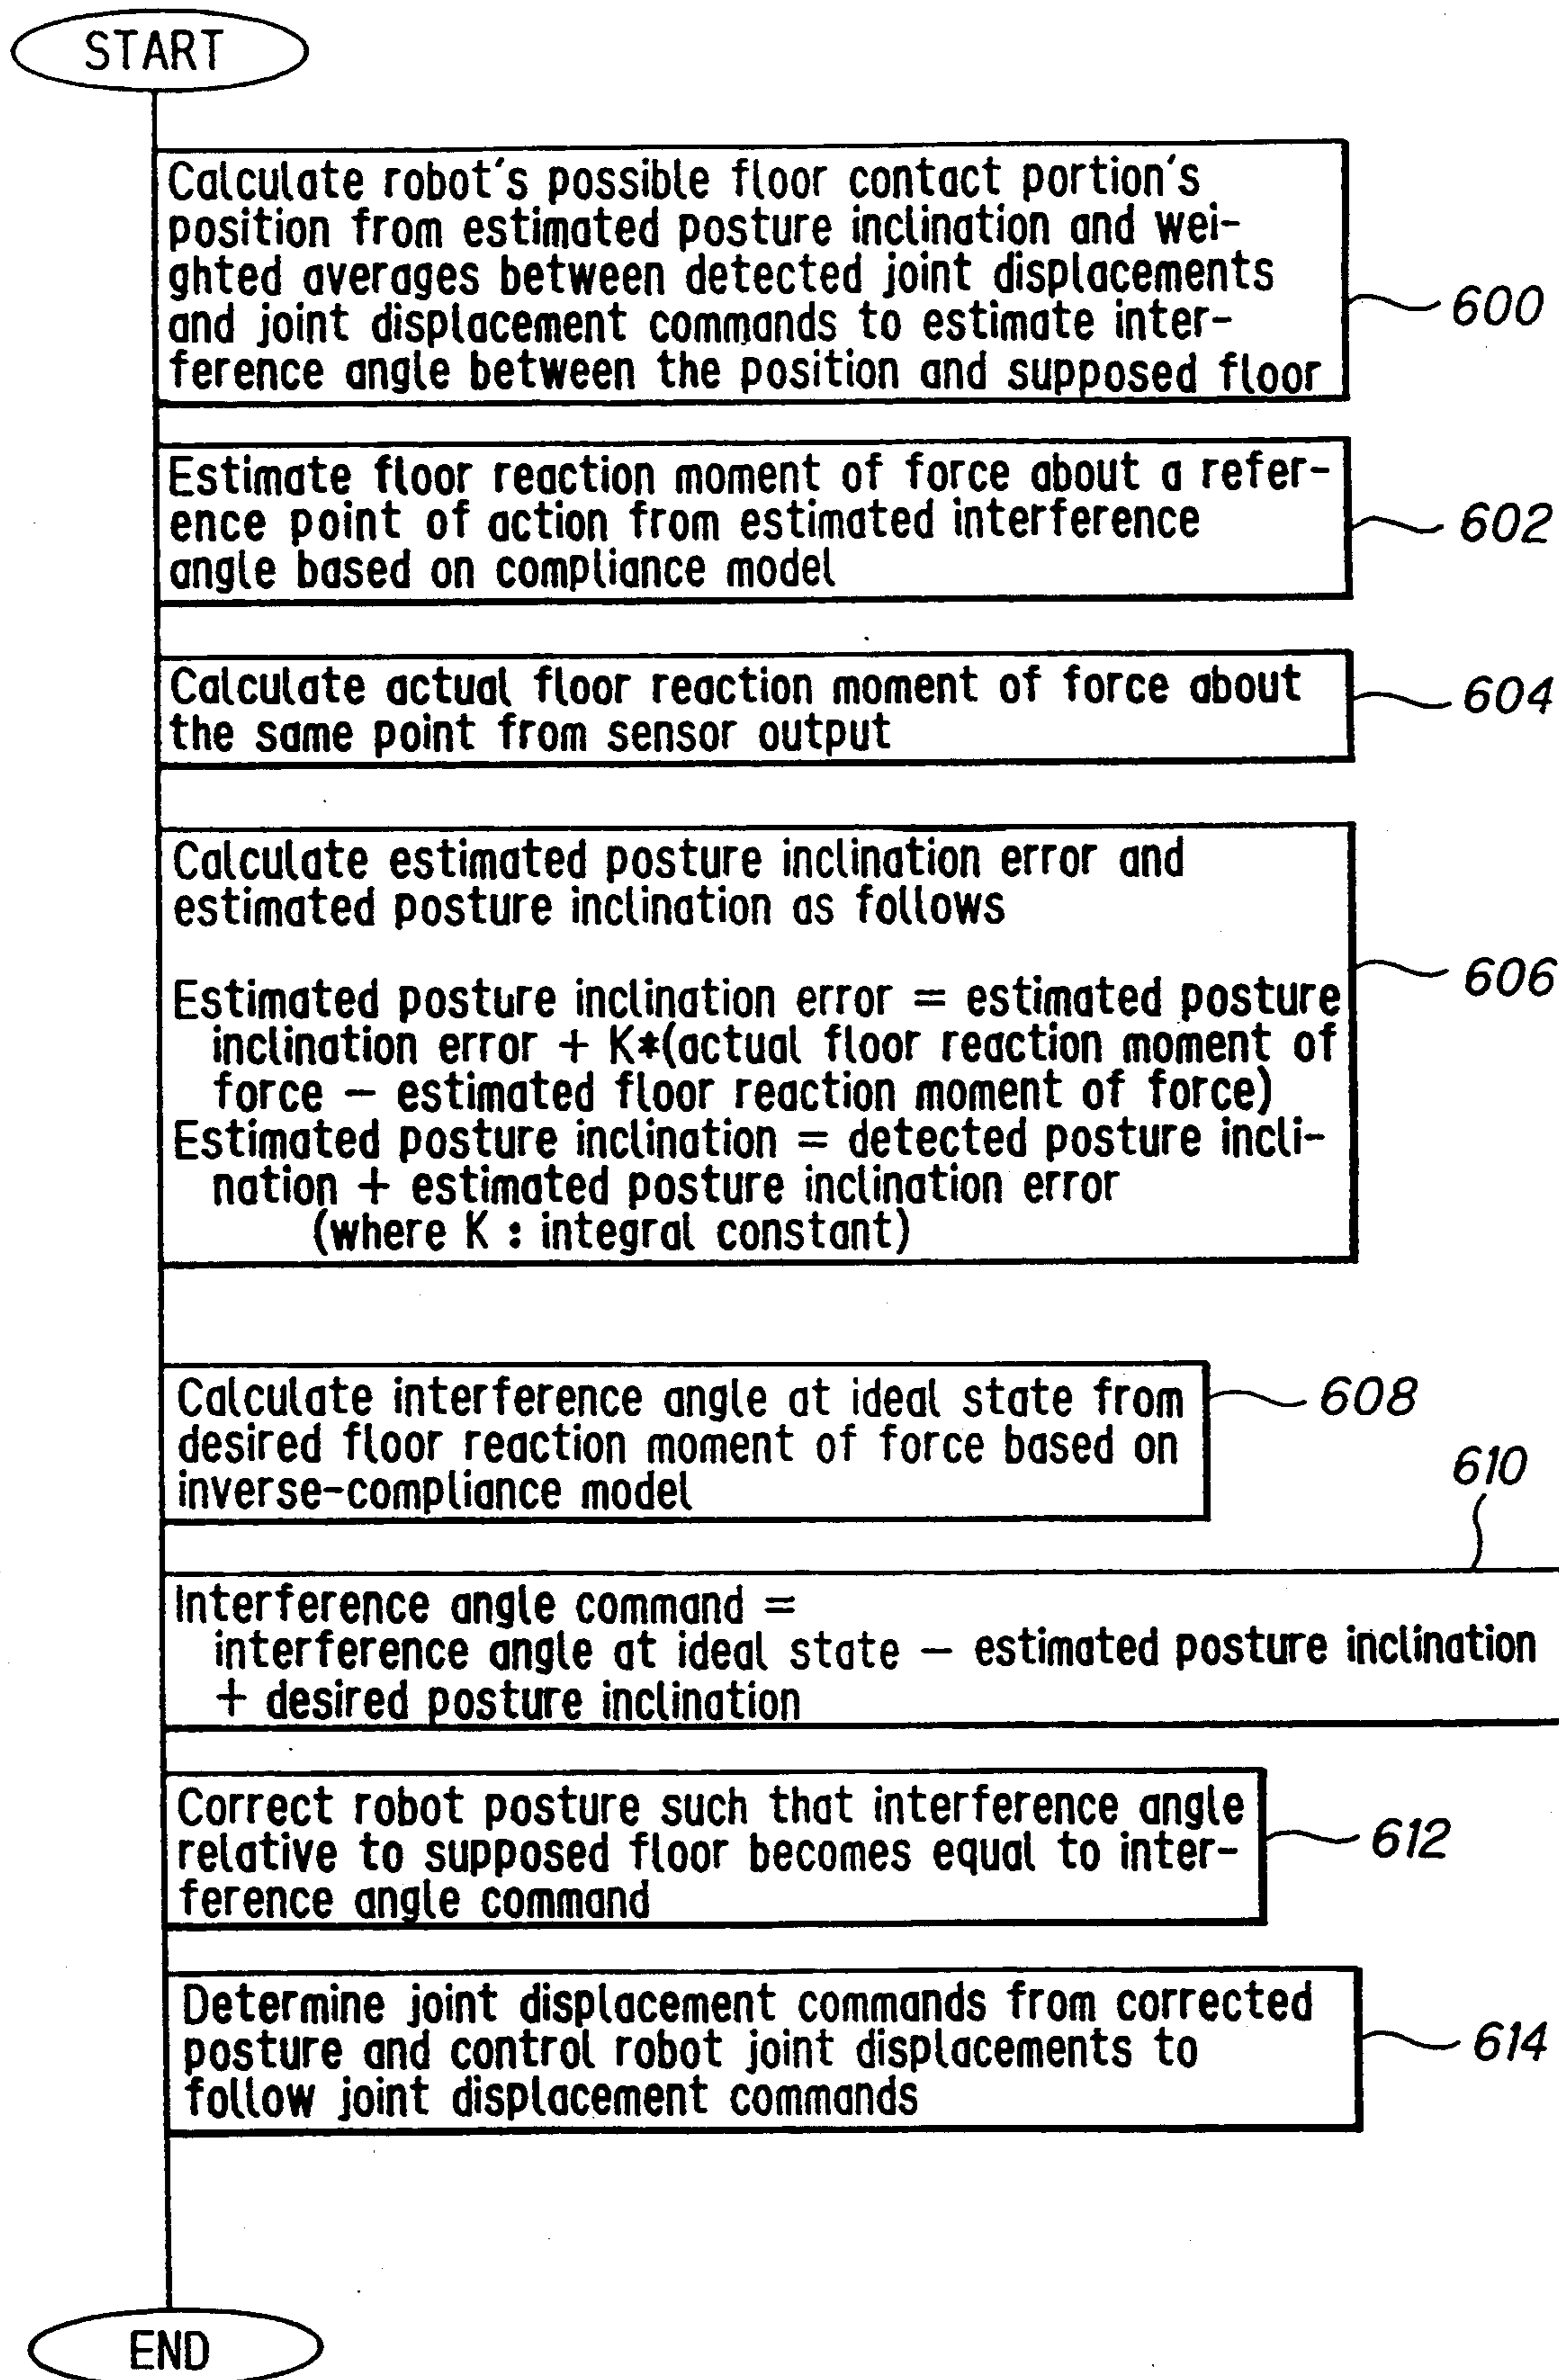 START
Calculate robot's possible floor contact portion's
position from estimated posture inclination and wei-
ghted averages between detected joint displacements
and joint displacement commands to estimate inter-
ference angle between the position and supposed floor
600
Estimate floor reaction moment of force about a refer-
ence point of action from estimated interference
angle based on compliance model
602
Calculate actual floor reaction moment of force about
the same point from sensor output
604
Calculate estimated posture inclination error and
estimated posture inclination as follows
Estimated posture inclination error = estimated posture
inclination error + K*(actual floor reaction moment of
force − estimated floor reaction moment of force)
Estimated posture inclination = detected posture incli-
nation + estimated posture inclination error
(where K : integral constant)
606
Calculate interference angle at ideal state from
desired floor reaction moment of force based on
inverse-compliance model
608
610
Interference angle command =
interference angle at ideal state − estimated posture inclination
+ desired posture inclination
Correct robot posture such that interference angle
relative to supposed floor becomes equal to inter-
ference angle command
612
Determine joint displacement commands from corrected
posture and control robot joint displacements to
follow joint displacement commands
614
END